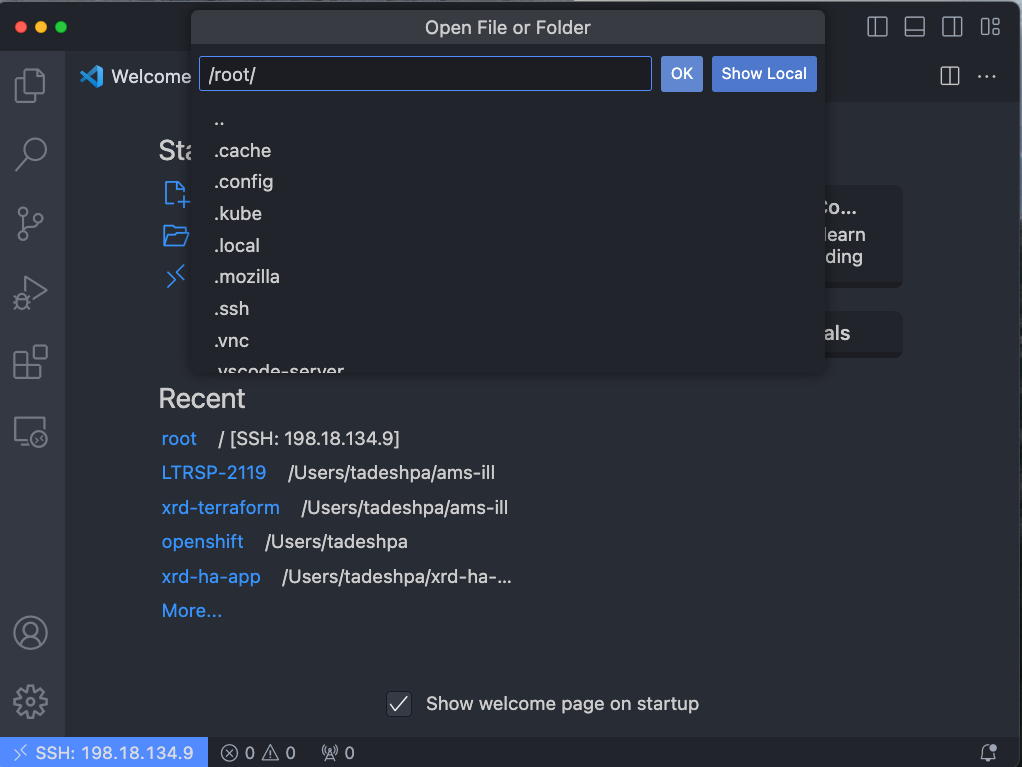 Open File or Folder
Welcome
/root/
OK
Show Local
..
.cache
.config
.kube
.local
.mozilla
.ssh
.vnc
.vscode-server
Sta
Co...
learn
ding
als
Recent
root / [SSH: 198.18.134.9]
LTRSP-2119 /Users/tadeshpa/ams-ill
xrd-terraform /Users/tadeshpa/ams-ill
openshift /Users/tadeshpa
xrd-ha-app /Users/tadeshpa/xrd-ha-...
More...
Show welcome page on startup
SSH: 198.18.134.9 0 0 0